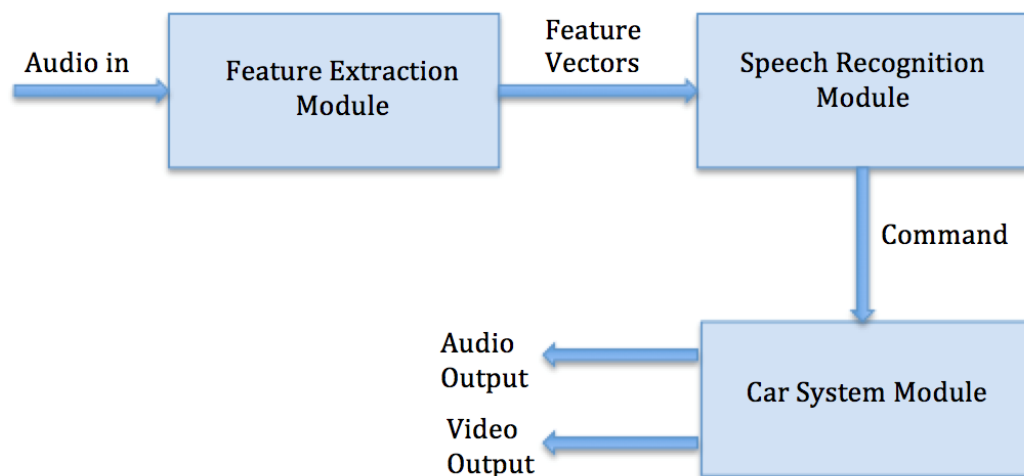 Audio in
Feature Extraction
Module
Feature
Vectors
Speech Recognition
Module
Command
Car System Module
Audio
Output
Video
Output